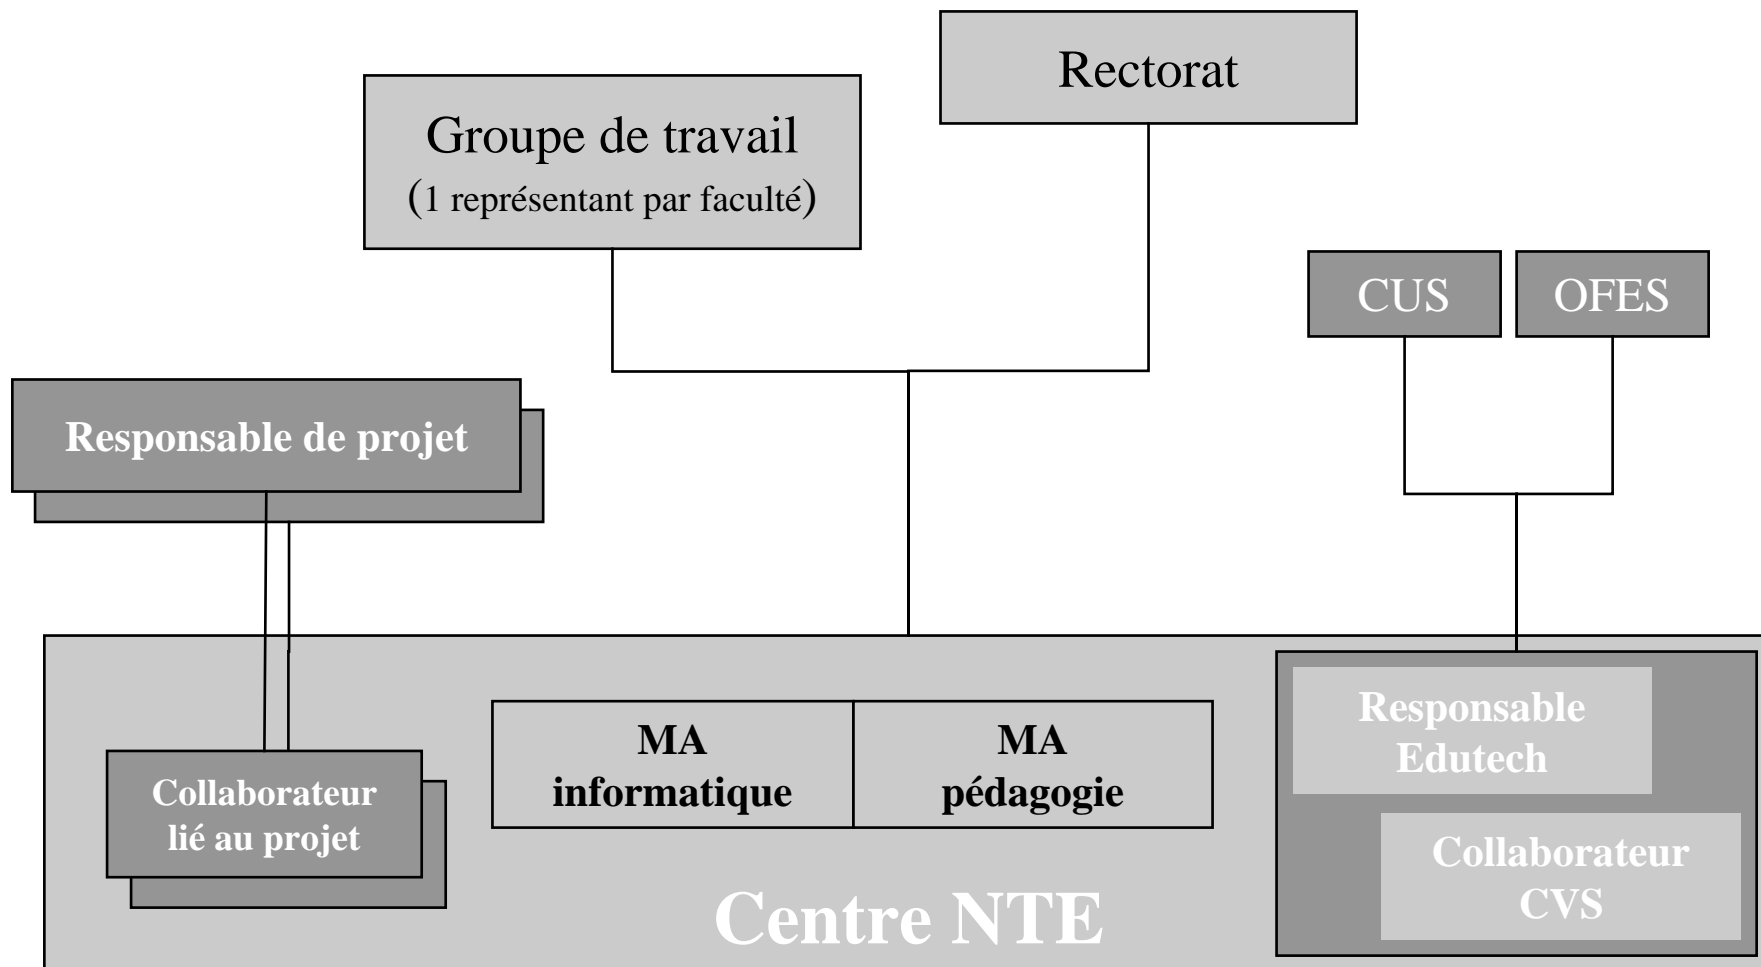 Rectorat
Groupe de travail
(1 représentant par faculté)
CUS
OFES
Responsable de projet
MA
informatique
MA
pédagogie
Responsable
Edutech
Collaborateur
lié au projet
Collaborateur
CVS
Centre NTE